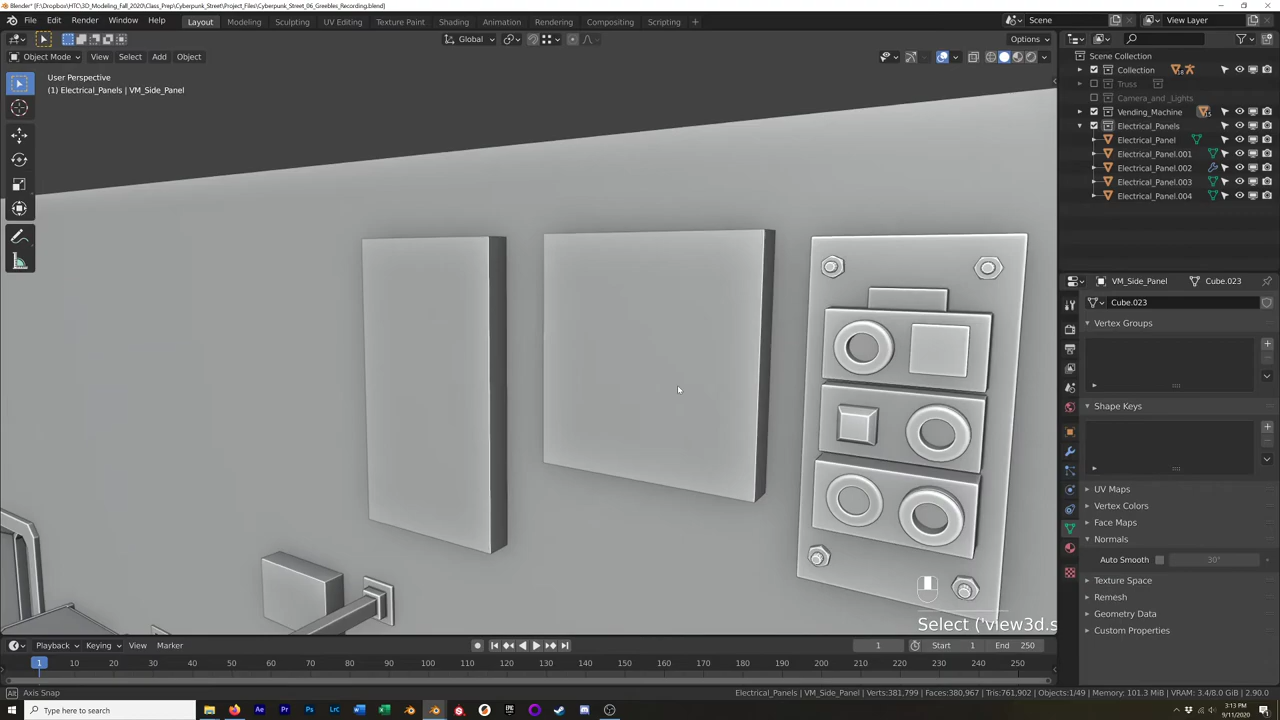 Blender* [F:\Dropbox\HTC\3D_Modeling_Fall_2020\Class_Prep\Cyberpunk_Street\Project_Files\Cyberpunk_Street_06_Greebles_Recording.blend]
File Edit Render Window Help Layout Modeling Sculpting UV Editing Texture Paint Shading Animation Rendering Compositing Scripting + Scene View Layer
Global Options
Object Mode View Select Add Object
User Perspective
(1) Electrical_Panels | VM_Side_Panel
Scene Collection
Collection
Truss
Camera_and_Lights
Vending_Machine
Electrical_Panels
Electrical_Panel
Electrical_Panel.001
Electrical_Panel.002
Electrical_Panel.003
Electrical_Panel.004
VM_Side_Panel Cube.023
Cube.023
Vertex Groups
Shape Keys
UV Maps
Vertex Colors
Face Maps
Normals
Auto Smooth 30°
Texture Space
Remesh
Geometry Data
Custom Properties
Select ('view3d.s
Playback Keying View Marker 1 Start 1 End 250
1 10 20 30 40 50 60 70 80 90 100 110 120 130 140 150 160 170 180 190 200 210 220 230 240 250
Axis Snap Electrical_Panels | VM_Side_Panel | Verts:381,799 | Faces:380,967 | Tris:761,902 | Objects:1/49 | Memory: 101.3 MiB | VRAM: 3.4/8.0 GiB | 2.90.0
Type here to search
3:13 PM
9/11/2020